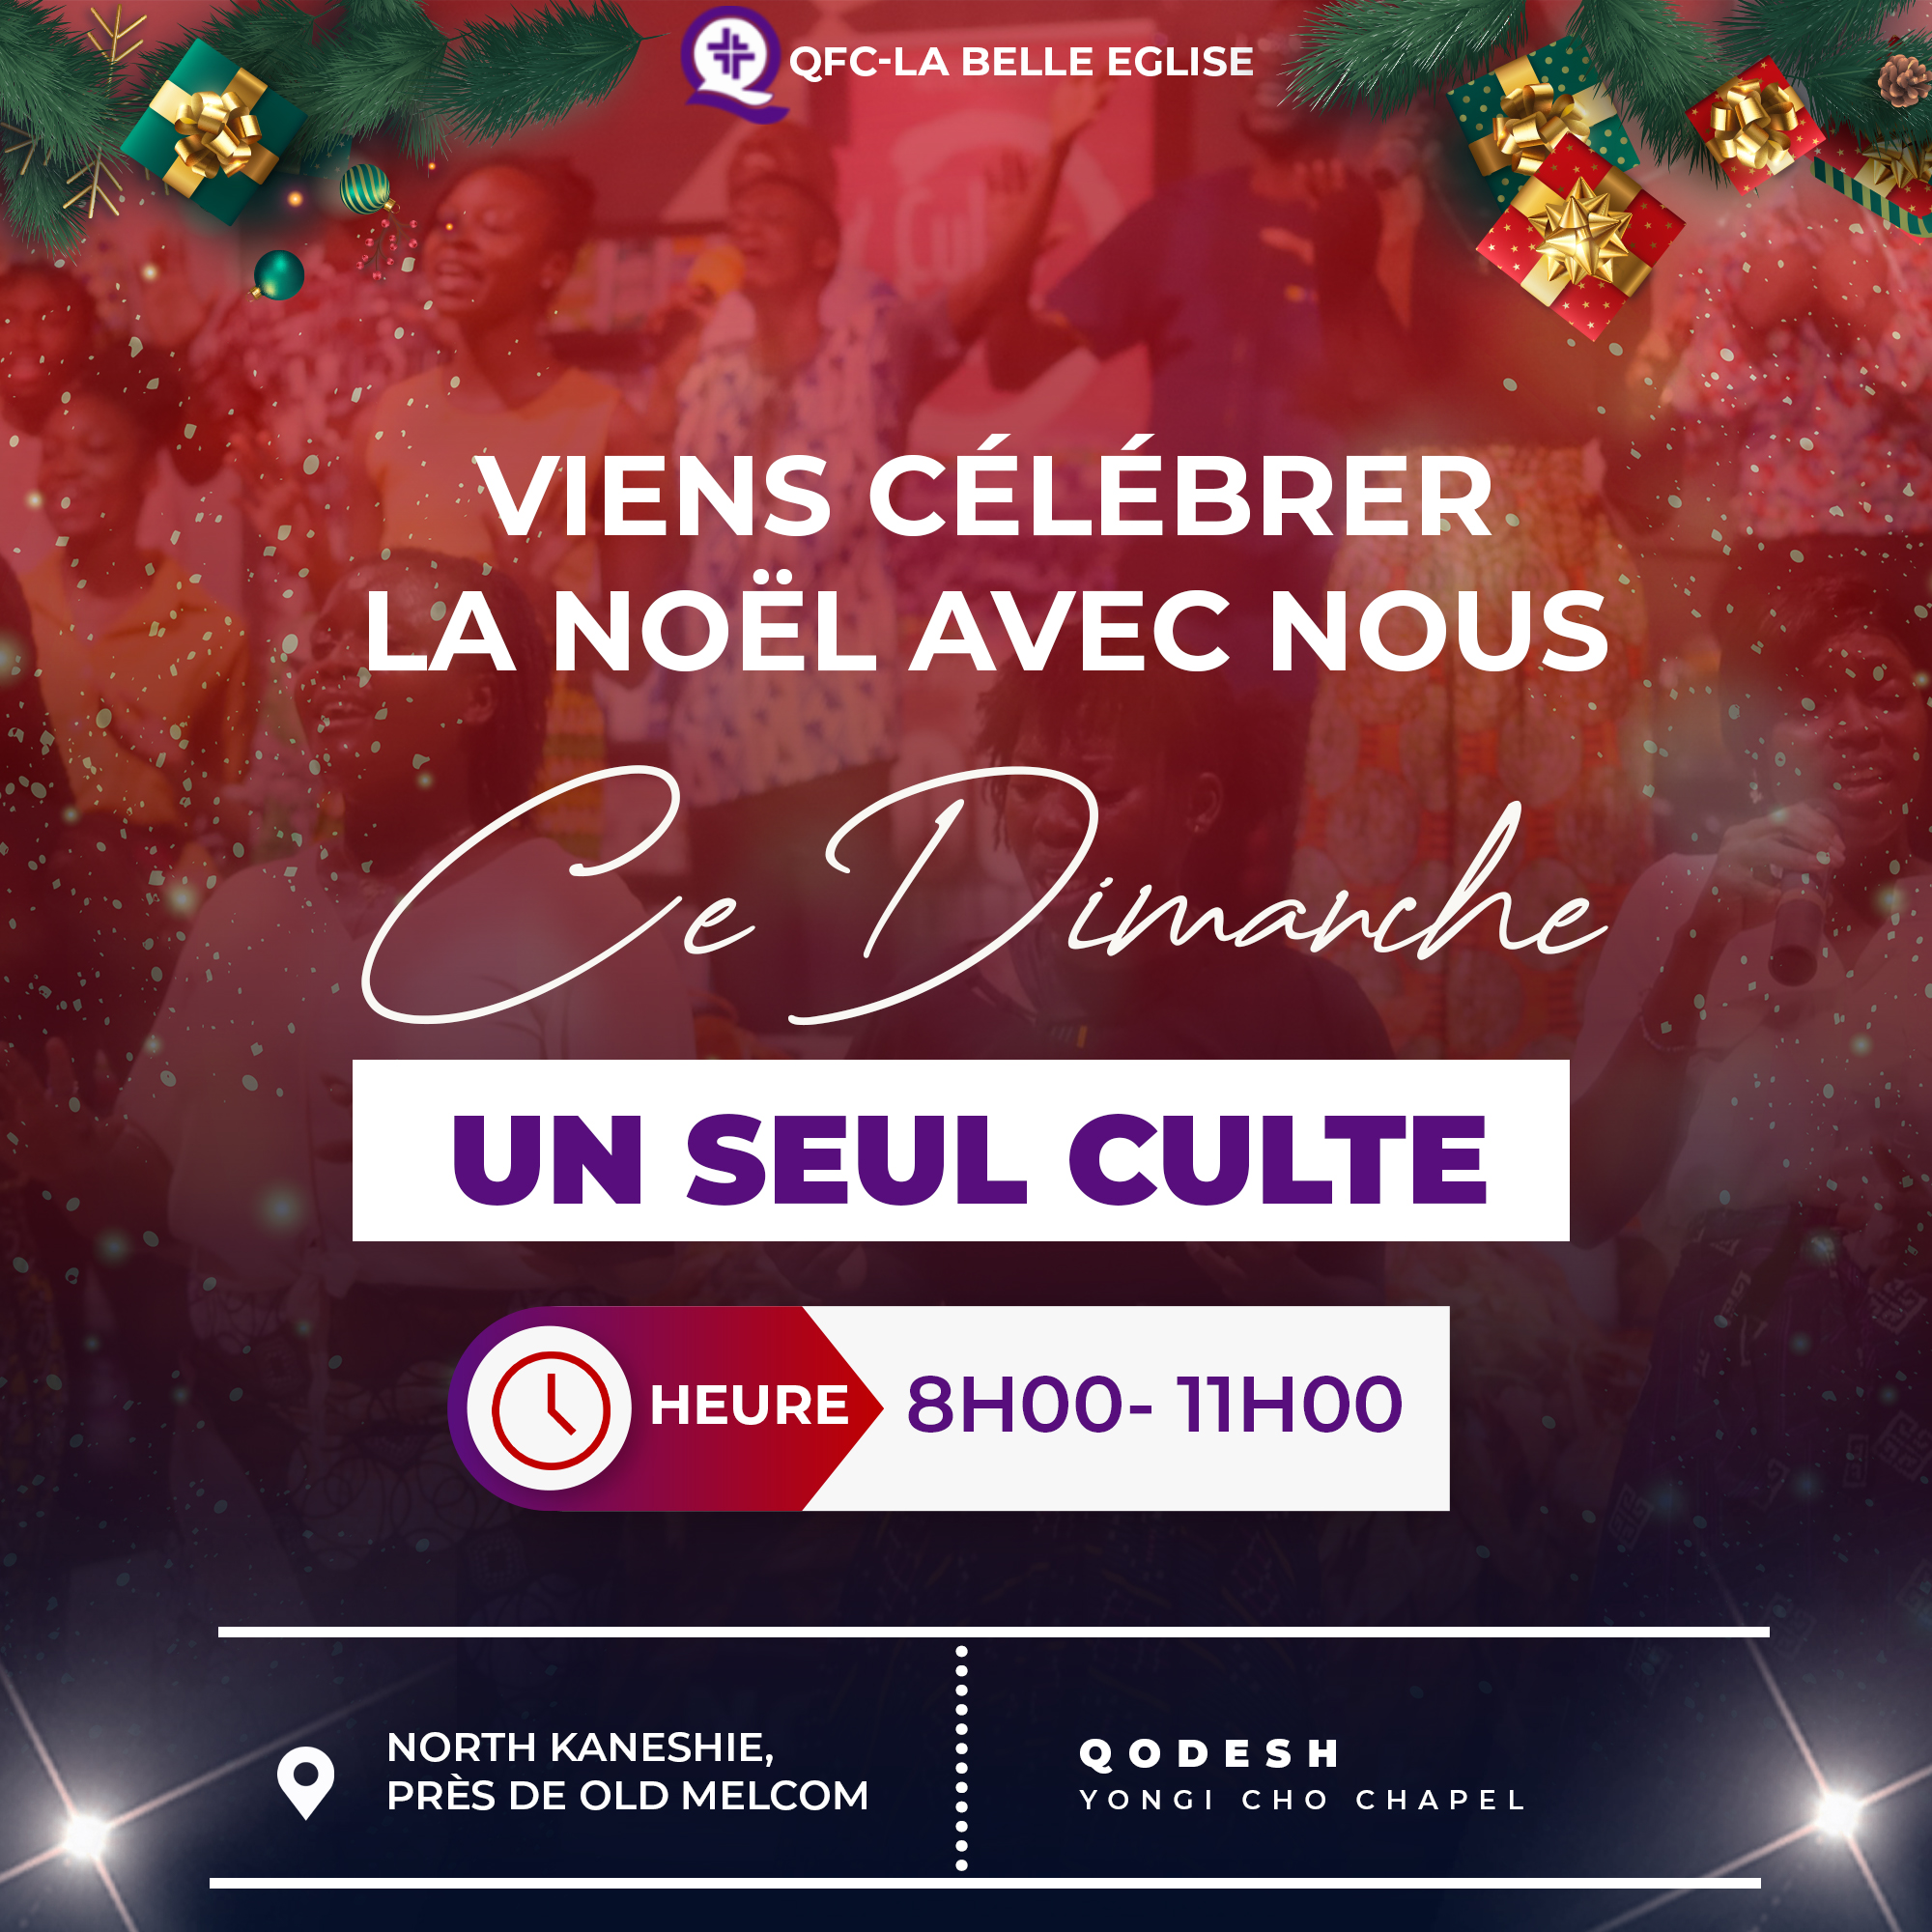 QFC-LA BELLE EGLISE
VIENS CÉLÉBRER
LA NOËL AVEC NOUS
Ce Dimanche
UN SEUL CULTE
HEURE 8H00- 11H00
NORTH KANESHIE,
PRÈS DE OLD MELCOM
QODESH
YONGI CHO CHAPEL